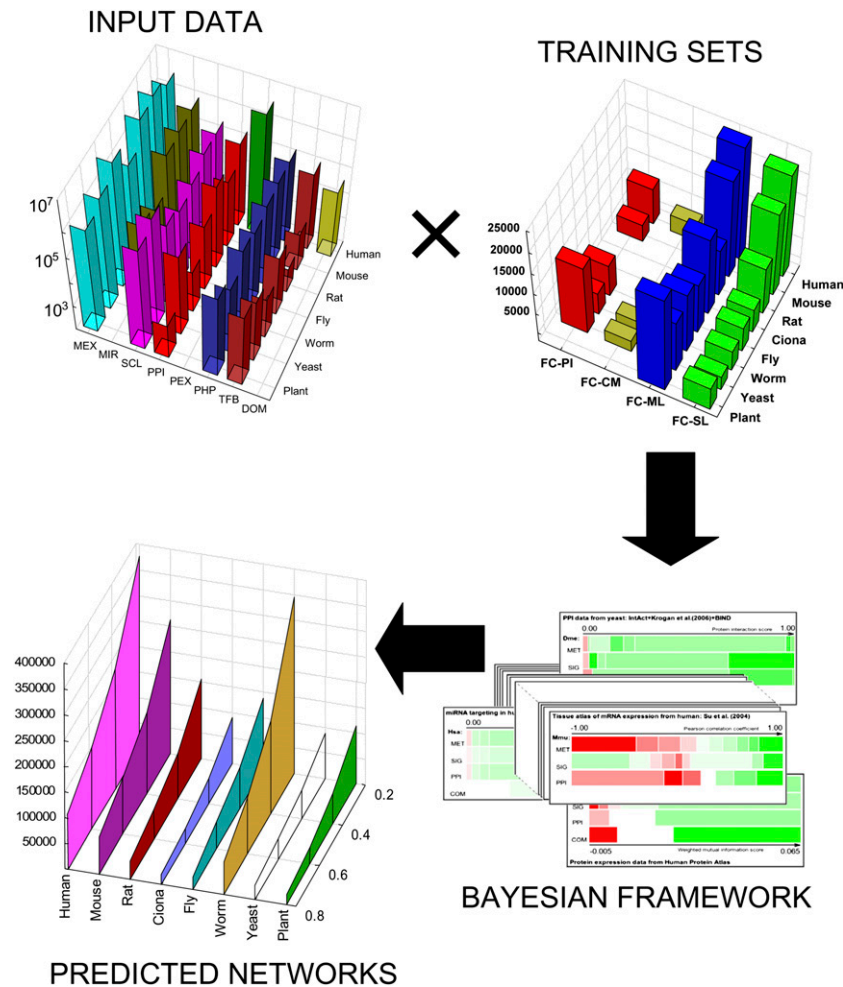 INPUT DATA
10^7
10^5
10^3
MEX
MIR
SCL
PPI
PEX
PHP
TFB
DOM
Human
Mouse
Rat
Fly
Worm
Yeast
Plant
TRAINING SETS
25000
20000
15000
10000
5000
FC-PI
FC-CM
FC-ML
FC-SL
Human
Mouse
Rat
Ciona
Fly
Worm
Yeast
Plant
400000
350000
300000
250000
200000
150000
100000
50000
Human
Mouse
Rat
Ciona
Fly
Worm
Yeast
Plant
0.2
0.4
0.6
0.8
PREDICTED NETWORKS
PPI data from yeast: IntAct+Krogan et al.(2006)+BIND
0.00 Protein interaction score 1.00
Dme:
MET
SIG
miRNA targeting in hu
0.00
Hsa:
MET
SIG
PPI
COM
Tissue atlas of mRNA expression from human: Su et al. (2004)
-1.00 Pearson correlation coefficient 1.00
Mmu:
MET
SIG
PPI
SIG
PPI
COM
-0.005 Weighted mutual information score 0.065
Protein expression data from Human Protein Atlas
BAYESIAN FRAMEWORK